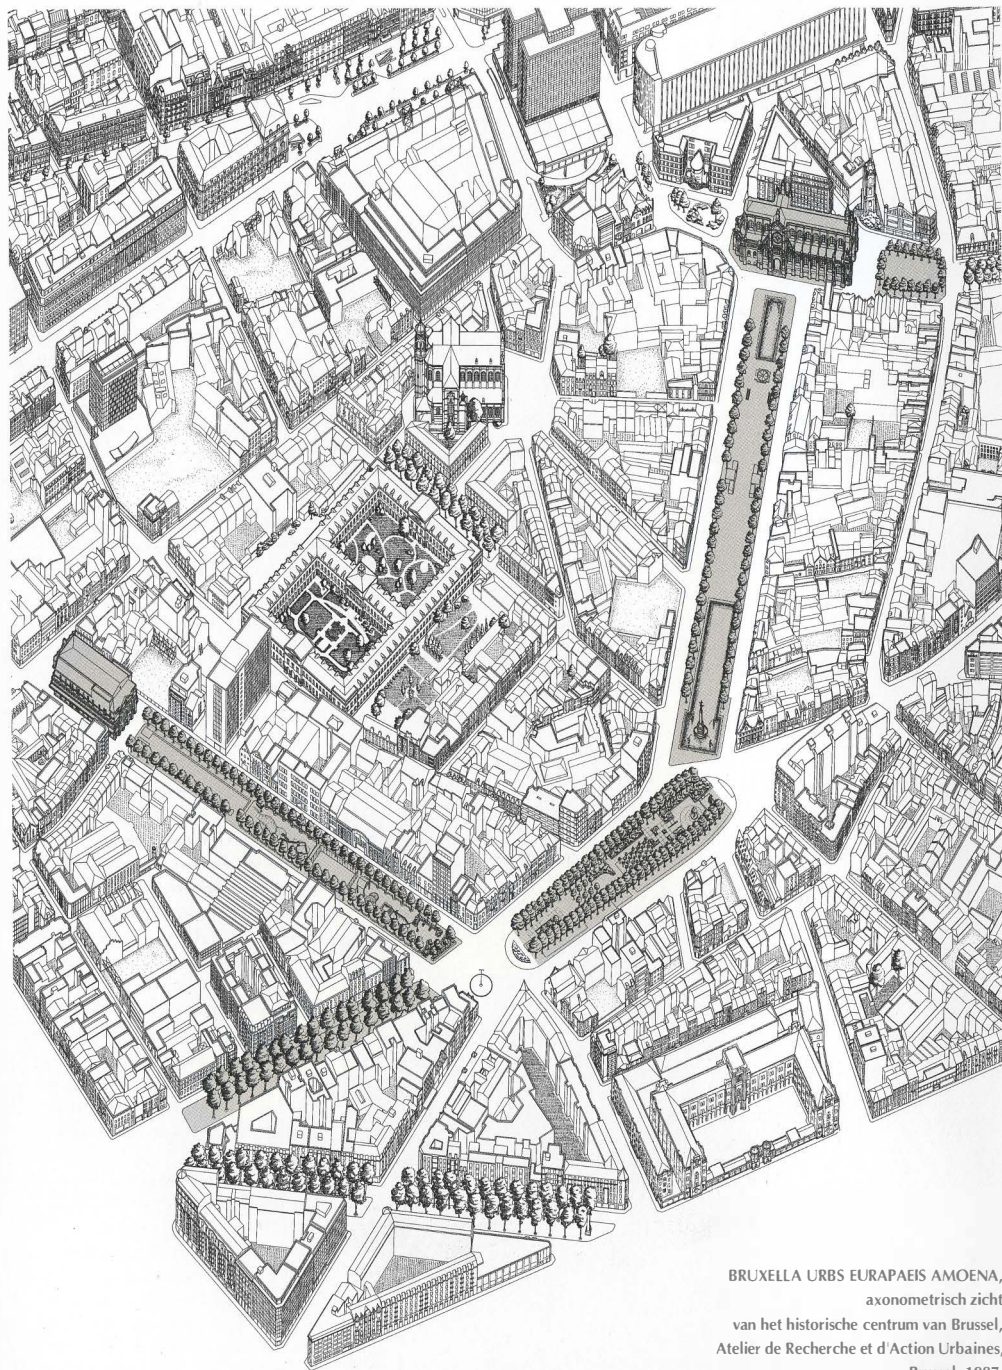 BRUXELLA URBS EURAPAEIS AMOENA,
axonometrisch zicht
van het historische centrum van Brussel,
Atelier de Recherche et d'Action Urbaines